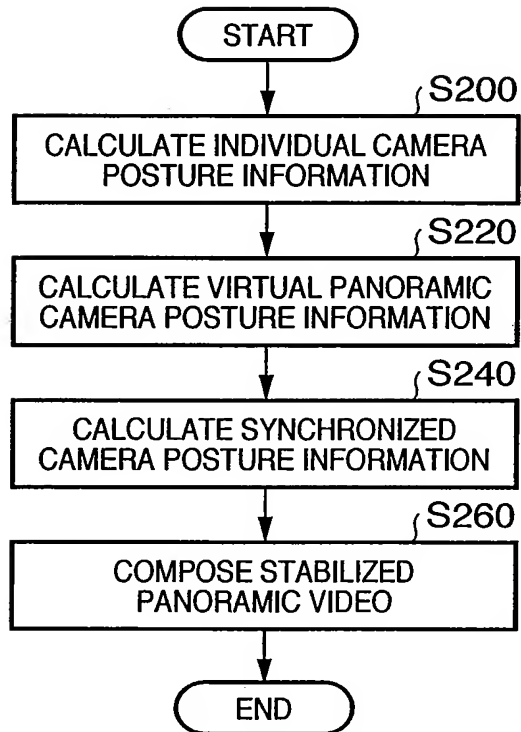 START
S200
CALCULATE INDIVIDUAL CAMERA
POSTURE INFORMATION
S220
CALCULATE VIRTUAL PANORAMIC
CAMERA POSTURE INFORMATION
S240
CALCULATE SYNCHRONIZED
CAMERA POSTURE INFORMATION
S260
COMPOSE STABILIZED
PANORAMIC VIDEO
END